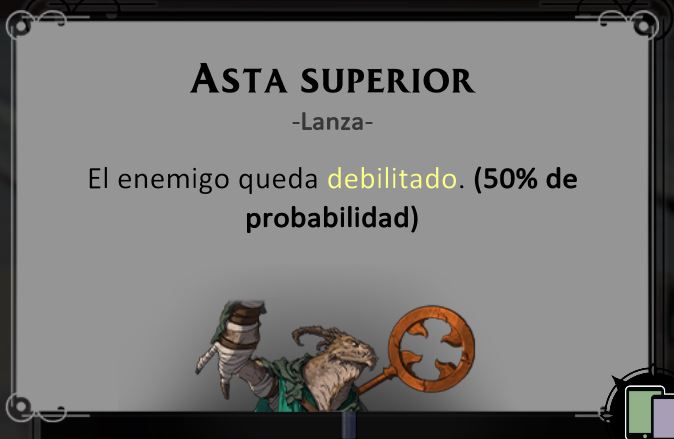 Asta superior
-Lanza-
El enemigo queda debilitado. (50% de
probabilidad)